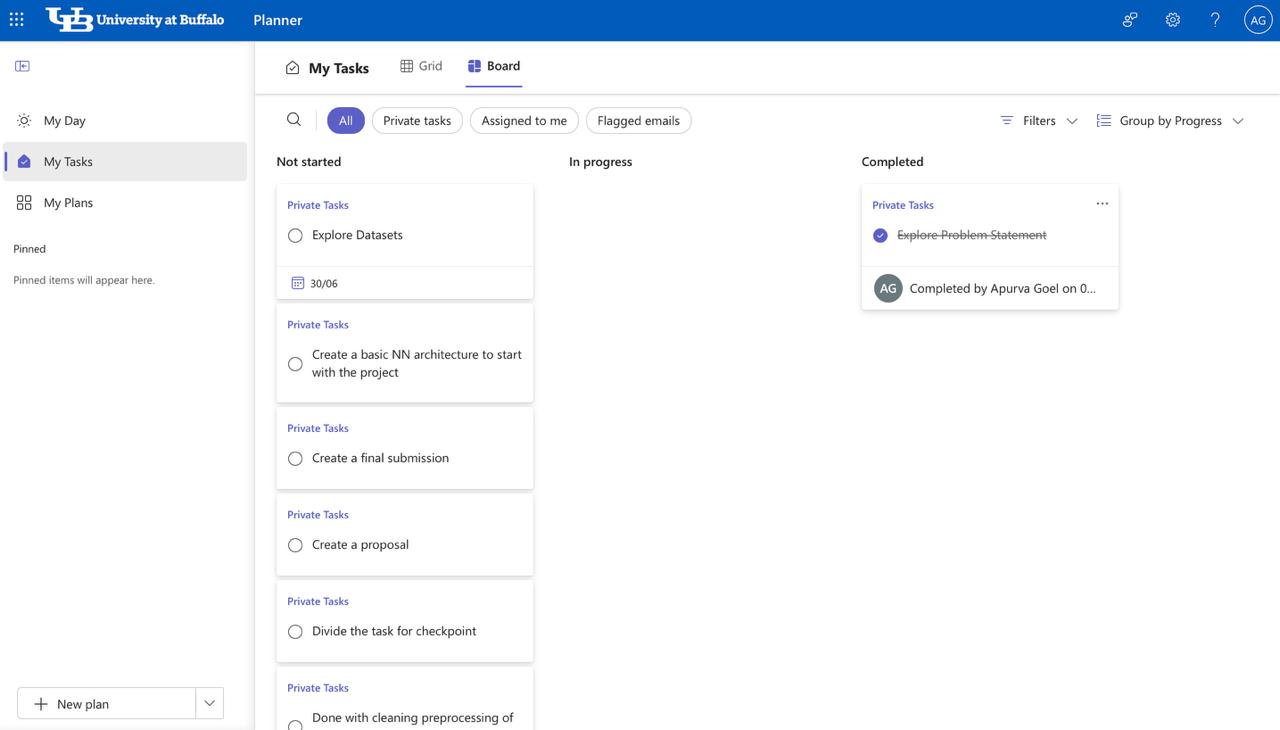 University at Buffalo
Planner
AG
My Tasks
Grid
Board
My Day
My Tasks
My Plans
Pinned
Pinned items will appear here.
New plan
All
Private tasks
Assigned to me
Flagged emails
Filters
Group by Progress
Not started
Private Tasks
Explore Datasets
30/06
Private Tasks
Create a basic NN architecture to start
with the project
Private Tasks
Create a final submission
Private Tasks
Create a proposal
Private Tasks
Divide the task for checkpoint
Private Tasks
Done with cleaning preprocessing of
In progress
Completed
Private Tasks
Explore Problem Statement
AG
Completed by Apurva Goel on 0...